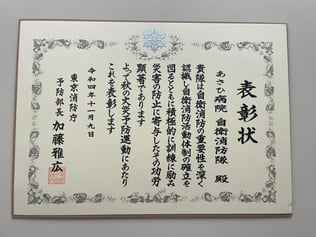 表彰状
あさひ病院 自衛消防隊 殿
貴隊は自衛消防の重要性を深く
認識し自衛消防活動体制の確立を
図るとともに積極的に訓練に励み
災害の防止に寄与したその功労
顕著であります
よって秋の火災予防運動にあたり
これを表彰します
令和四年十一月九日
東京消防庁
予防部長 加藤雅広